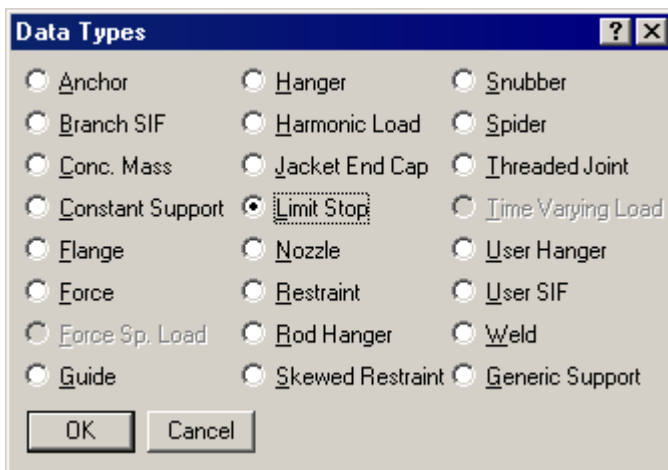 Data Types
Anchor Hanger Snubber
Branch SIF Harmonic Load Spider
Conc. Mass Jacket End Cap Threaded Joint
Constant Support Limit Stop Time Varying Load
Flange Nozzle User Hanger
Force Restraint User SIF
Force Sp. Load Rod Hanger Weld
Guide Skewed Restraint Generic Support
OK Cancel